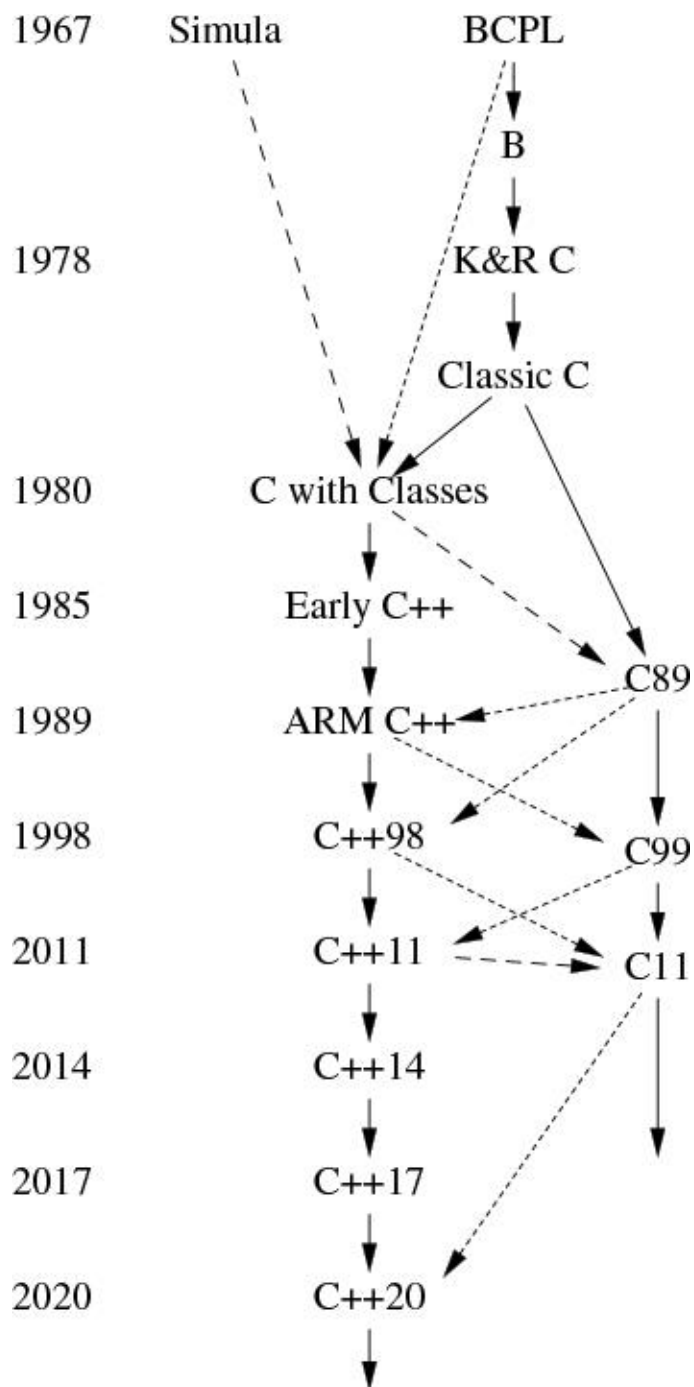 1967 Simula BCPL
B
1978 K&R C
Classic C
1980 C with Classes
1985 Early C++
C89
1989 ARM C++
1998 C++98
C99
2011 C++11
C11
2014 C++14
2017 C++17
2020 C++20